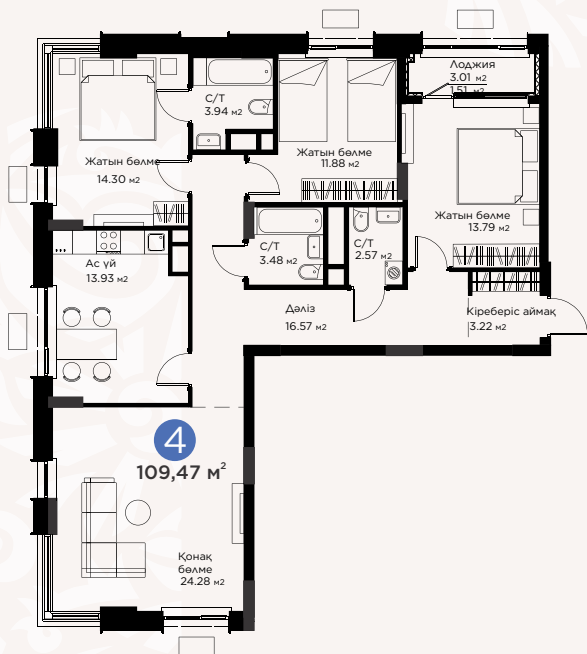 Лоджия
3.01 м2
1.51 м2
С/Т
3.94 м2
Жатын бөлме
14.30 м2
Жатын бөлме
11.88 м2
Жатын бөлме
13.79 м2
С/Т
3.48 м2
С/Т
2.57 м2
Ас үй
13.93 м2
Дәліз
16.57 м2
Кіреберіс аймақ
3.22 м2
4
109,47 м²
Қонақ
бөлме
24.28 м2